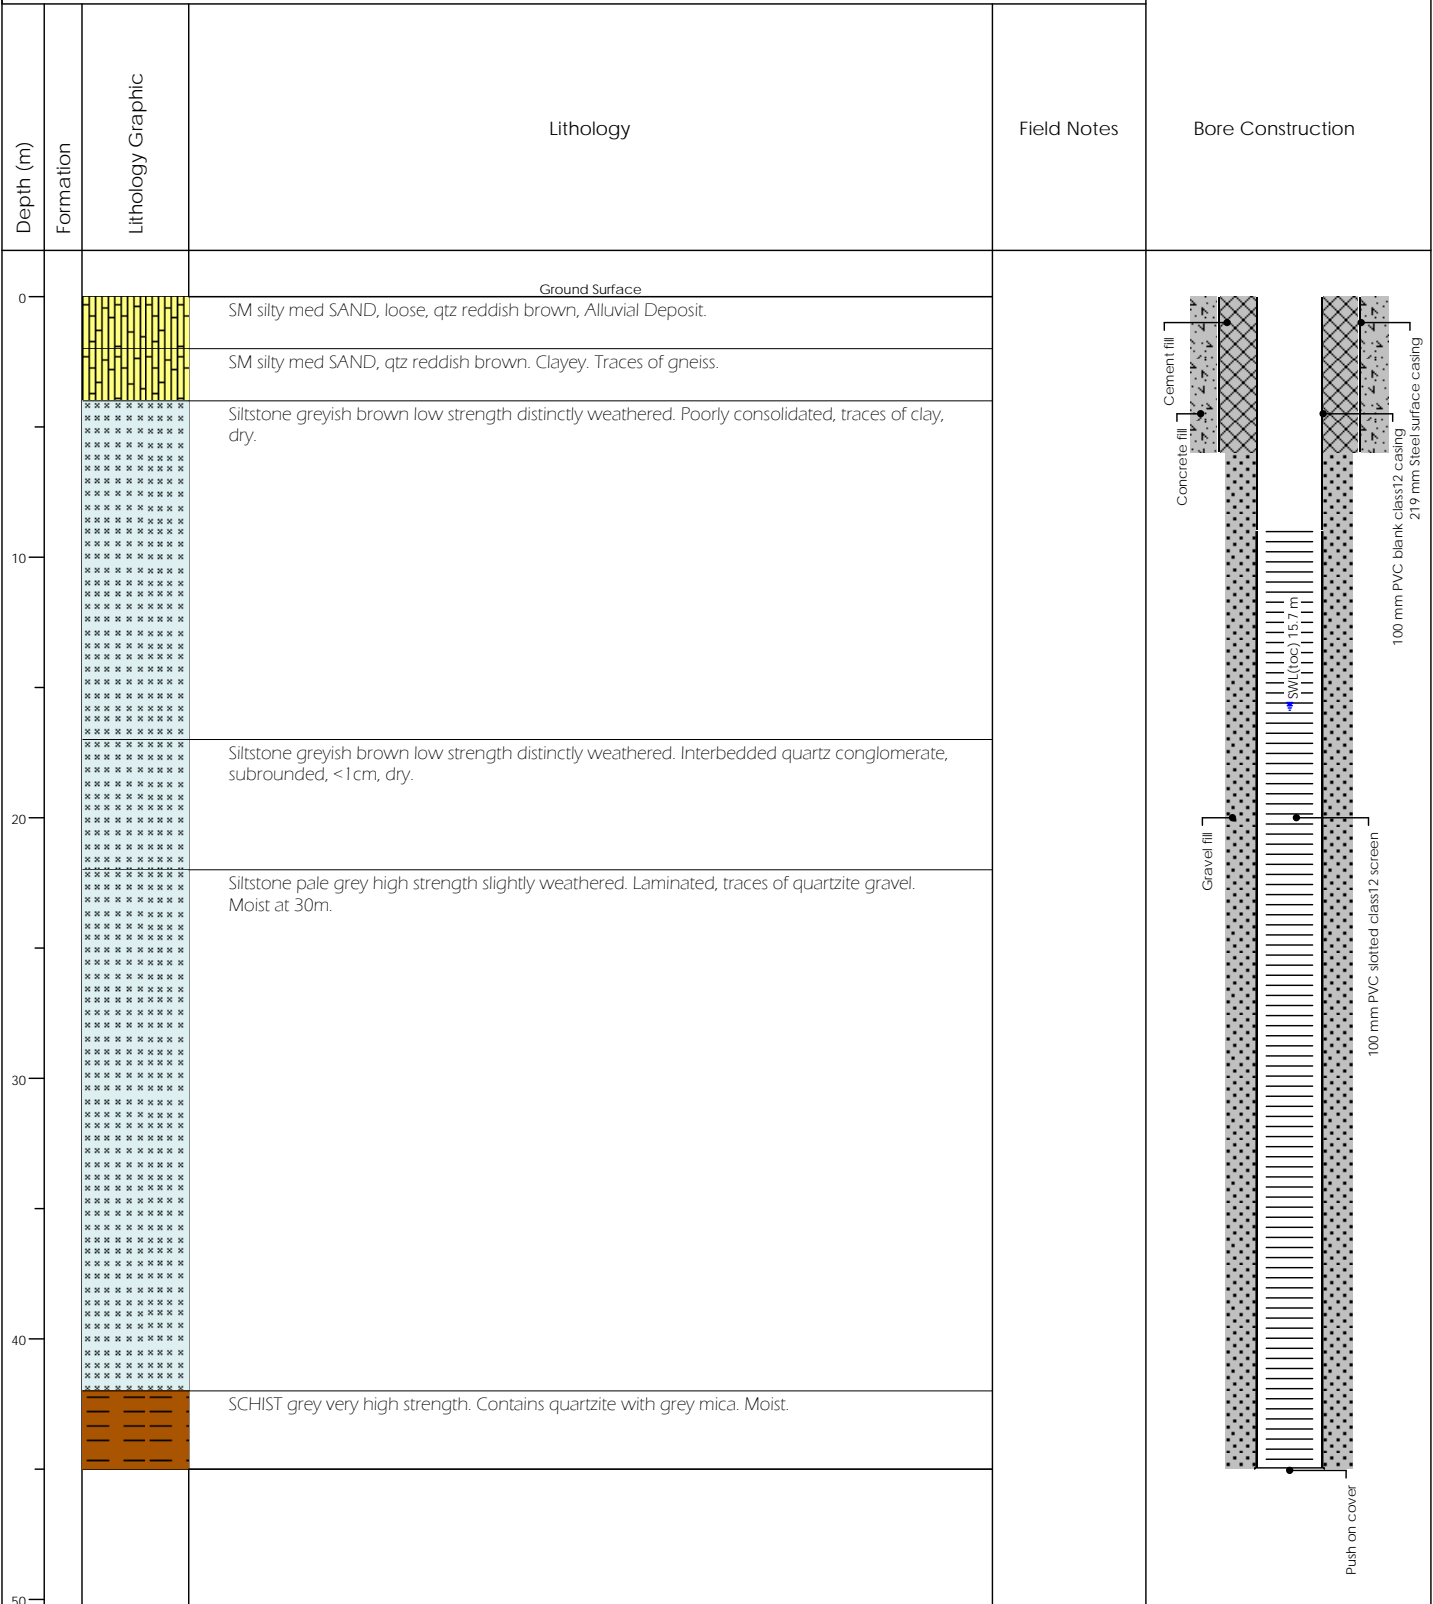 Depth (m)
Formation
Lithology Graphic
Lithology
Field Notes
Bore Construction
Ground Surface
0
SM silty med SAND, loose, qtz reddish brown, Alluvial Deposit.
SM silty med SAND, qtz reddish brown. Clayey. Traces of gneiss.
Siltstone greyish brown low strength distinctly weathered. Poorly consolidated, traces of clay,
dry.
10
Siltstone greyish brown low strength distinctly weathered. Interbedded quartz conglomerate,
subrounded, <1cm, dry.
20
Siltstone pale grey high strength slightly weathered. Laminated, traces of quartzite gravel.
Moist at 30m.
30
40
SCHIST grey very high strength. Contains quartzite with grey mica. Moist.
50
Cement fill
Concrete fill
100 mm PVC blank class12 casing
219 mm Steel surface casing
SWL(toc) 15.7 m
Gravel fill
100 mm PVC slotted class12 screen
Push on cover